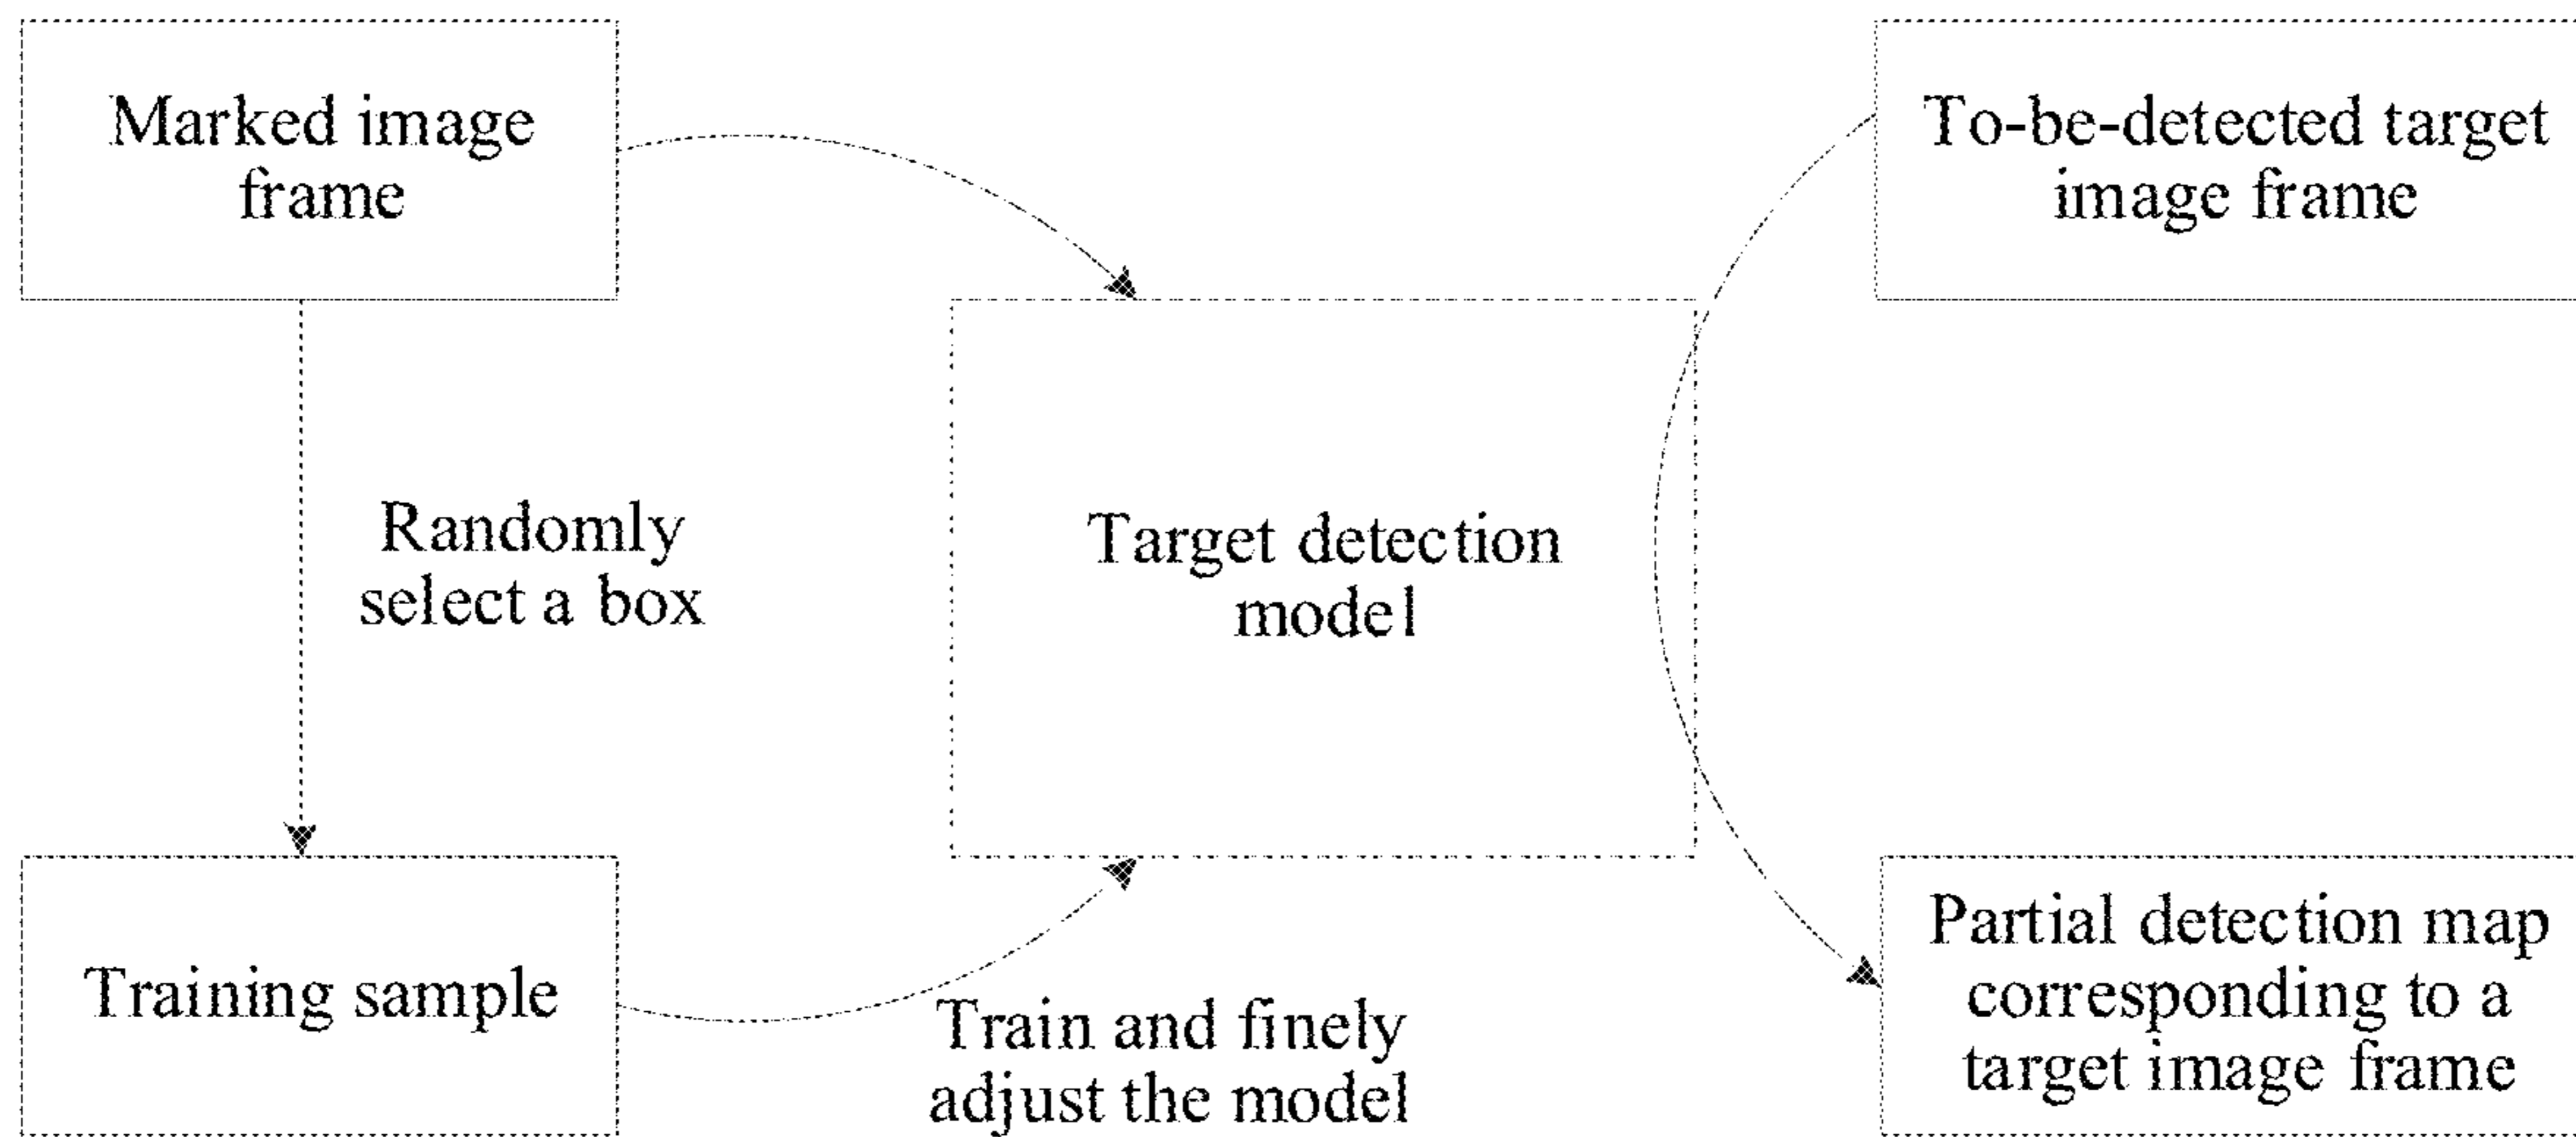 Marked image
frame
To-be-detected target
image frame
Randomly
select a box
Target detection
model
Training sample
Train and finely
adjust the model
Partial detection map
corresponding to a
target image frame